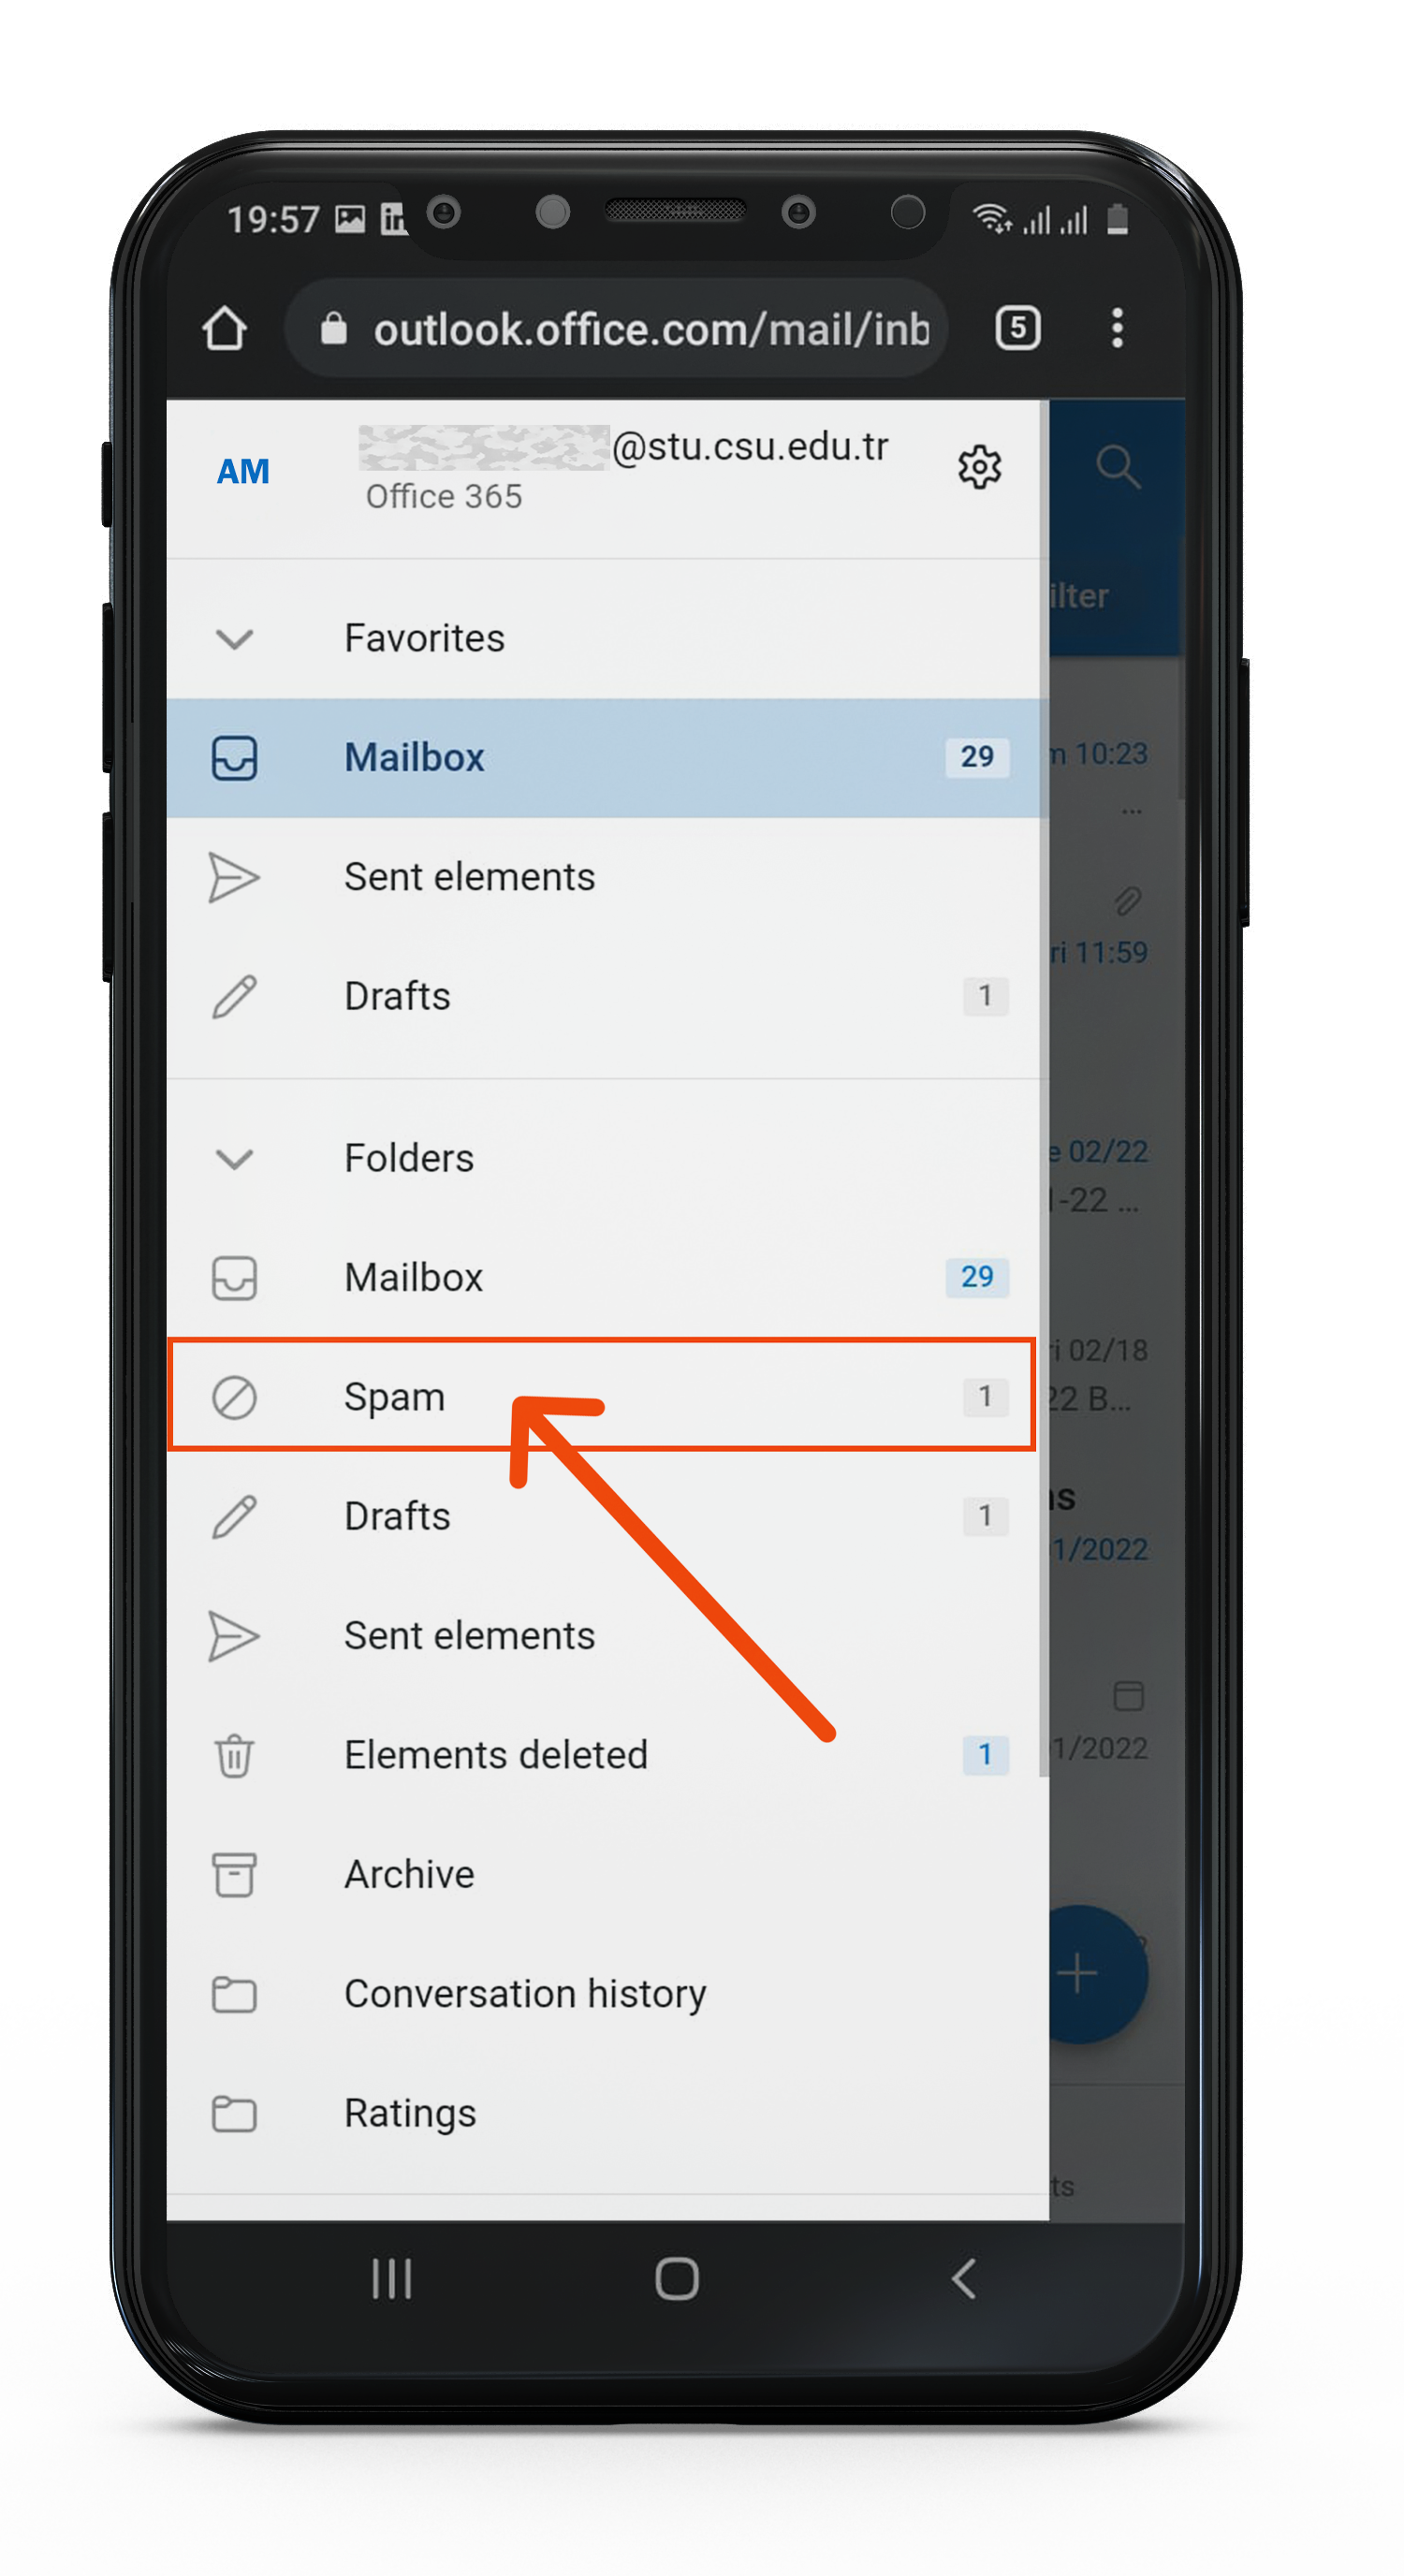 19:57
outlook.office.com/mail/inb
5
AM
@stu.csu.edu.tr
Office 365
ilter
Favorites
Mailbox 29
10:23
...
Sent elements
11:59
Drafts 1
Folders
02/22
-22 ...
Mailbox 29
02/18
22 B...
Spam 1
Drafts 1
1/2022
Sent elements
Elements deleted 1
1/2022
Archive
Conversation history
Ratings
ts